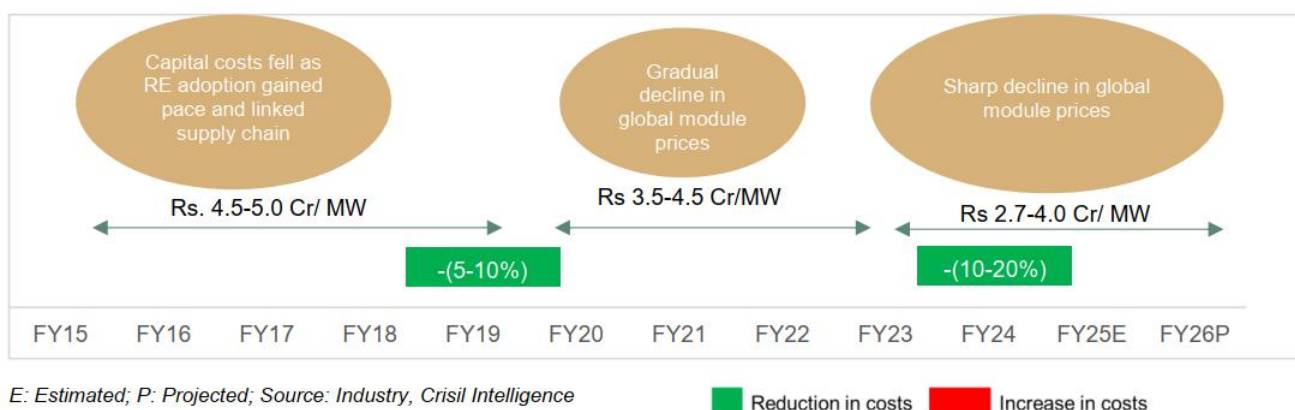 Capital costs fell as
RE adoption gained
pace and linked
supply chain
Gradual
decline in
global module
prices
Sharp decline in global
module prices
Rs. 4.5-5.0 Cr/ MW
Rs 3.5-4.5 Cr/MW
Rs 2.7-4.0 Cr/ MW
-(5-10%)
-(10-20%)
FY15 FY16 FY17 FY18 FY19 FY20 FY21 FY22 FY23 FY24 FY25E FY26P
E: Estimated; P: Projected; Source: Industry, Crisil Intelligence
Reduction in costs
Increase in costs